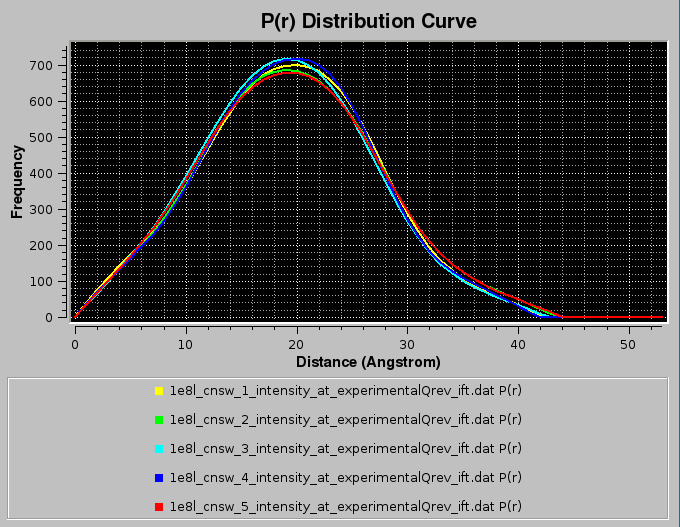 P(r) Distribution Curve
Frequency
700
600
500
400
300
200
100
0
0 10 20 30 40 50
Distance (Angstrom)
1e8l_cnsw_1_intensity_at_experimentalQrev_ift.dat P(r)
1e8l_cnsw_2_intensity_at_experimentalQrev_ift.dat P(r)
1e8l_cnsw_3_intensity_at_experimentalQrev_ift.dat P(r)
1e8l_cnsw_4_intensity_at_experimentalQrev_ift.dat P(r)
1e8l_cnsw_5_intensity_at_experimentalQrev_ift.dat P(r)